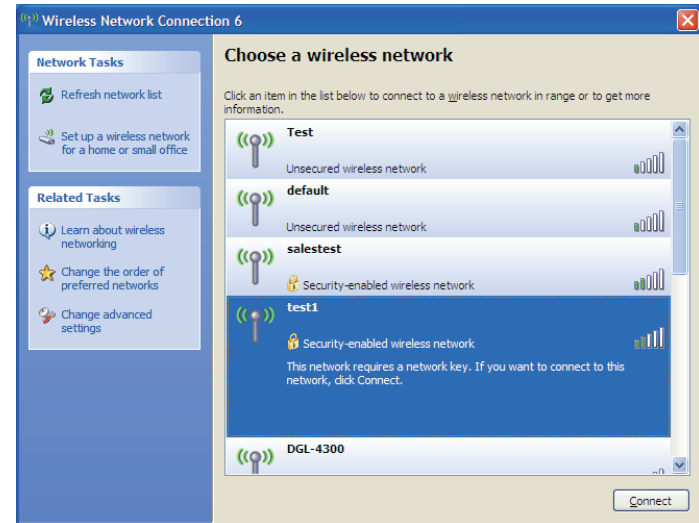 Wireless Network Connection 6
Network Tasks
Refresh network list
Set up a wireless network
for a home or small office
Related Tasks
Learn about wireless
networking
Change the order of
preferred networks
Change advanced
settings
Choose a wireless network
Click an item in the list below to connect to a wireless network in range or to get more
information.
Test
Unsecured wireless network
default
Unsecured wireless network
salestest
Security-enabled wireless network
test1
Security-enabled wireless network
This network requires a network key. If you want to connect to this
network, click Connect.
DGL-4300
Connect